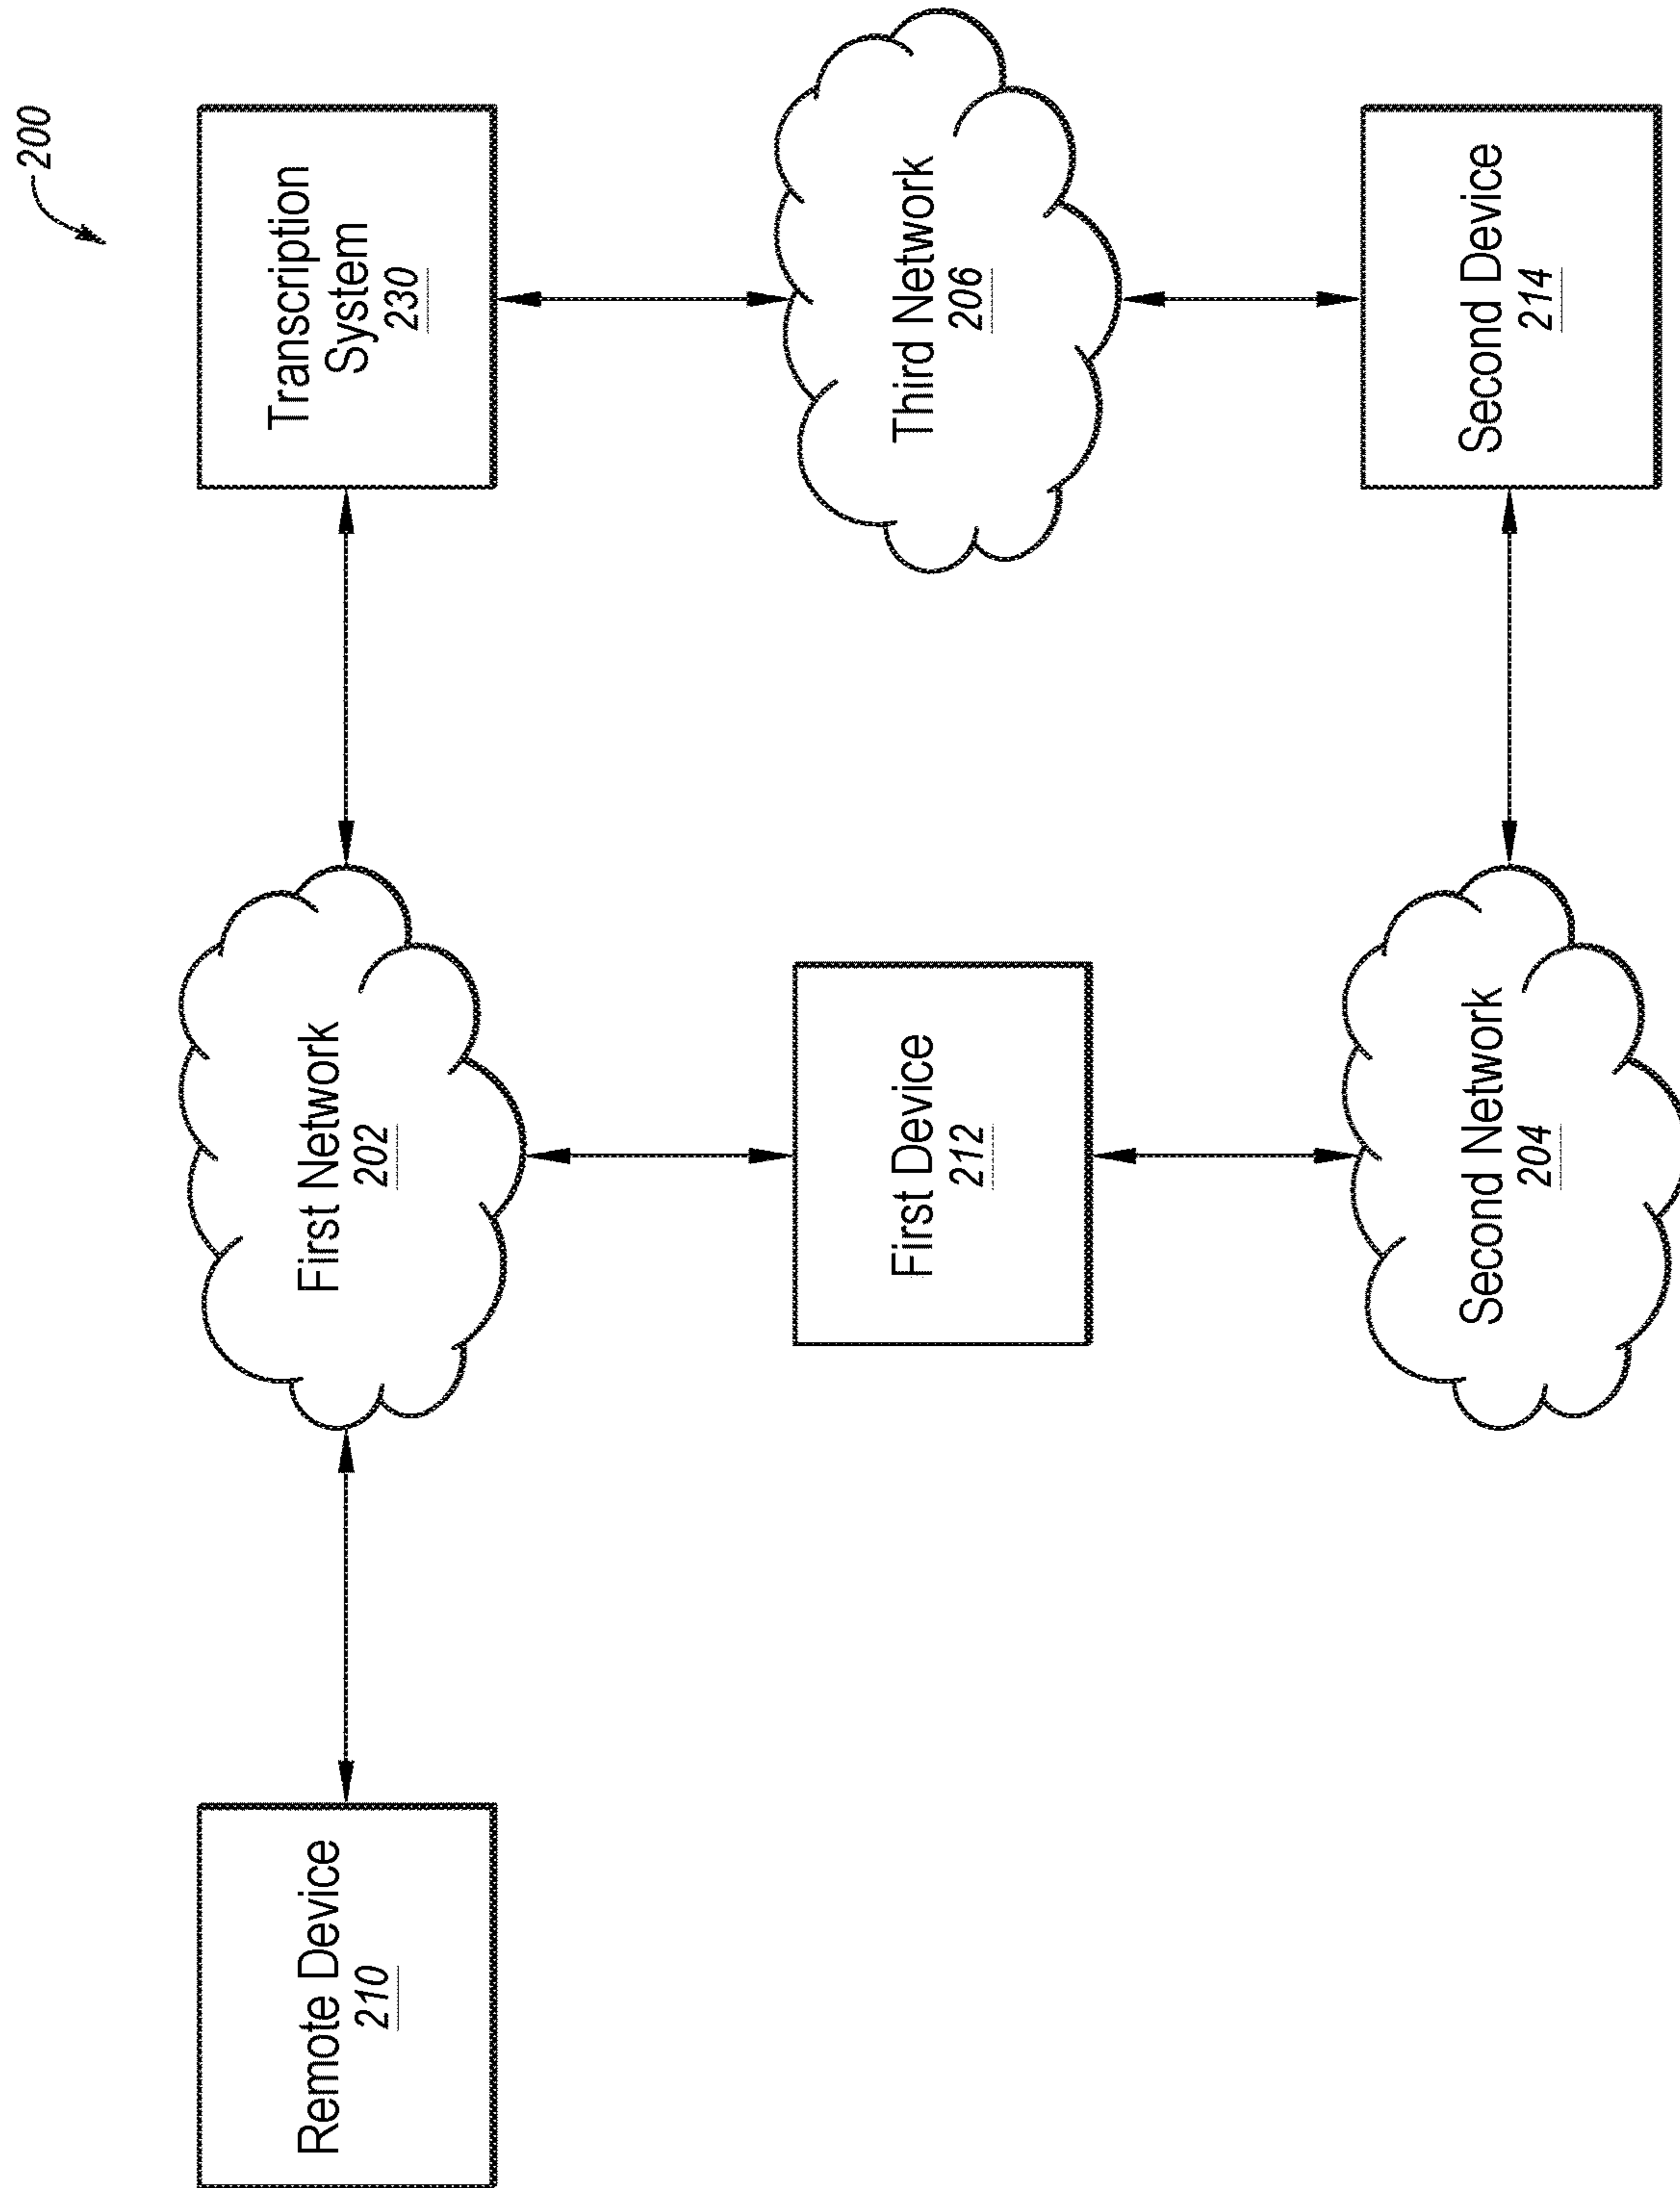 200
Remote Device
210
First Network
202
Transcription
System
230
First Device
212
Third Network
206
Second Network
204
Second Device
214